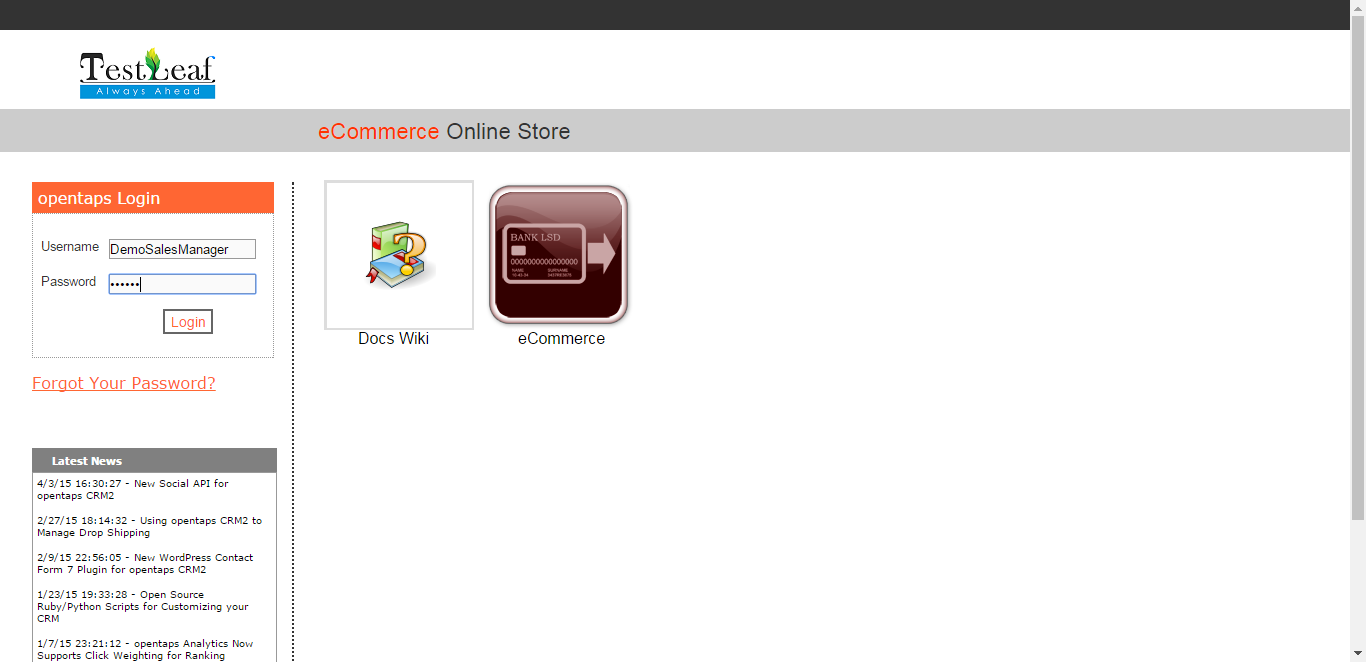 TestLeaf
Always Ahead
eCommerce Online Store
opentaps Login
Username DemoSalesManager
Password ••••••
Login
Forgot Your Password?
BANK LSD
Docs Wiki
eCommerce
Latest News
4/3/15 16:30:27 - New Social API for
opentaps CRM2
2/27/15 18:14:32 - Using opentaps CRM2 to
Manage Drop Shipping
2/9/15 22:56:05 - New WordPress Contact
Form 7 Plugin for opentaps CRM2
1/23/15 19:33:28 - Open Source
Ruby/Python Scripts for Customizing your
CRM
1/7/15 23:21:12 - opentaps Analytics Now
Supports Click Weighting for Ranking